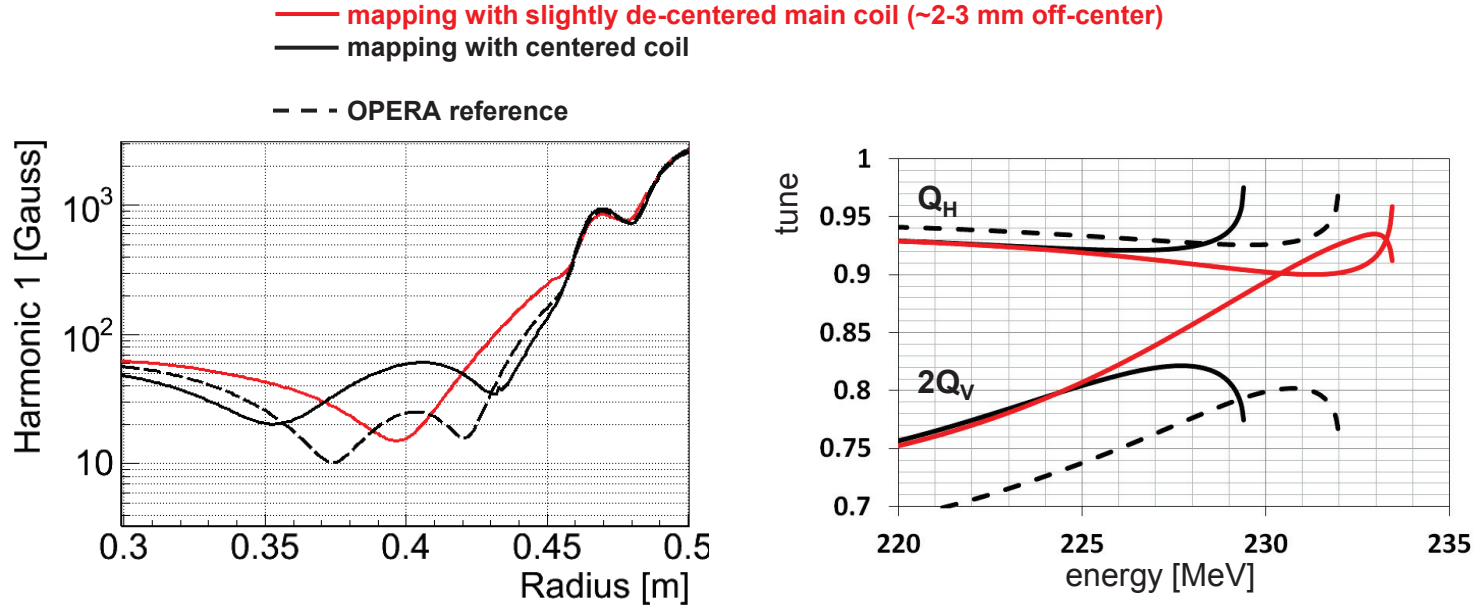 mapping with slightly de-centered main coil (~2-3 mm off-center)
mapping with centered coil
OPERA reference
Harmonic 1 [Gauss]
10³
10²
10
0.3 0.35 0.4 0.45 0.5
Radius [m]
tune
1
0.95
0.9
0.85
0.8
0.75
0.7
Q_H
2Q_V
220 225 230 235
energy [MeV]